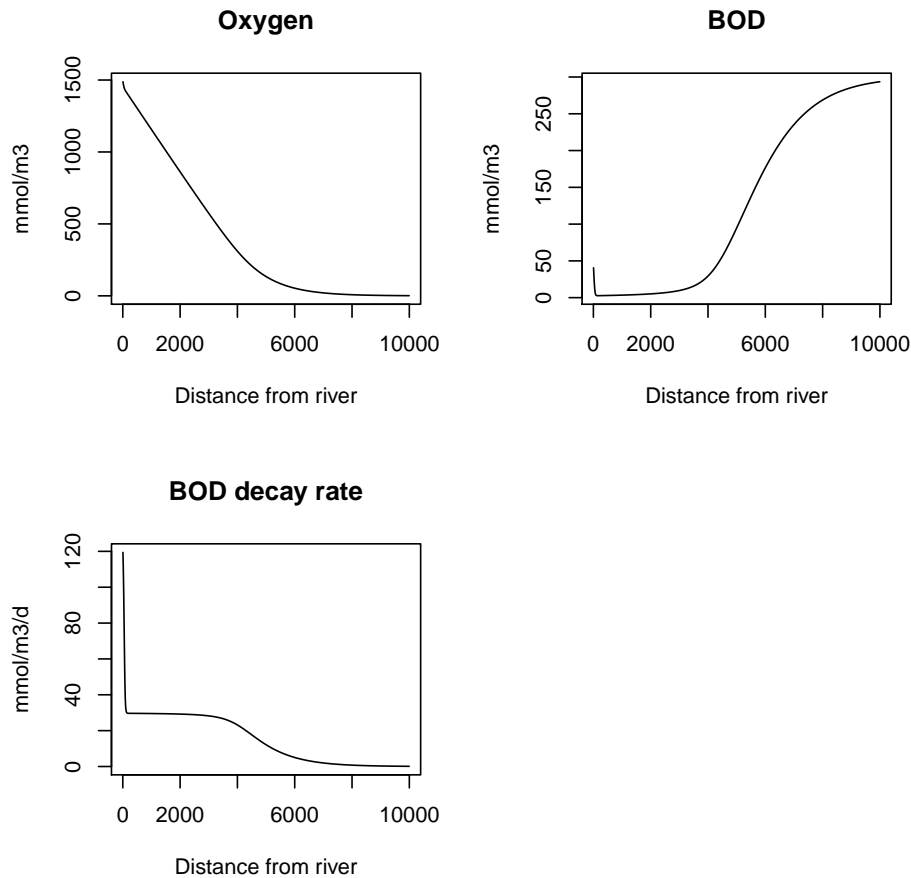 Oxygen
mmol/m3
1500
1000
500
0
0 2000 6000 10000
Distance from river
BOD
mmol/m3
250
150
50
0
0 2000 6000 10000
Distance from river
BOD decay rate
mmol/m3/d
120
80
40
0
0 2000 6000 10000
Distance from river